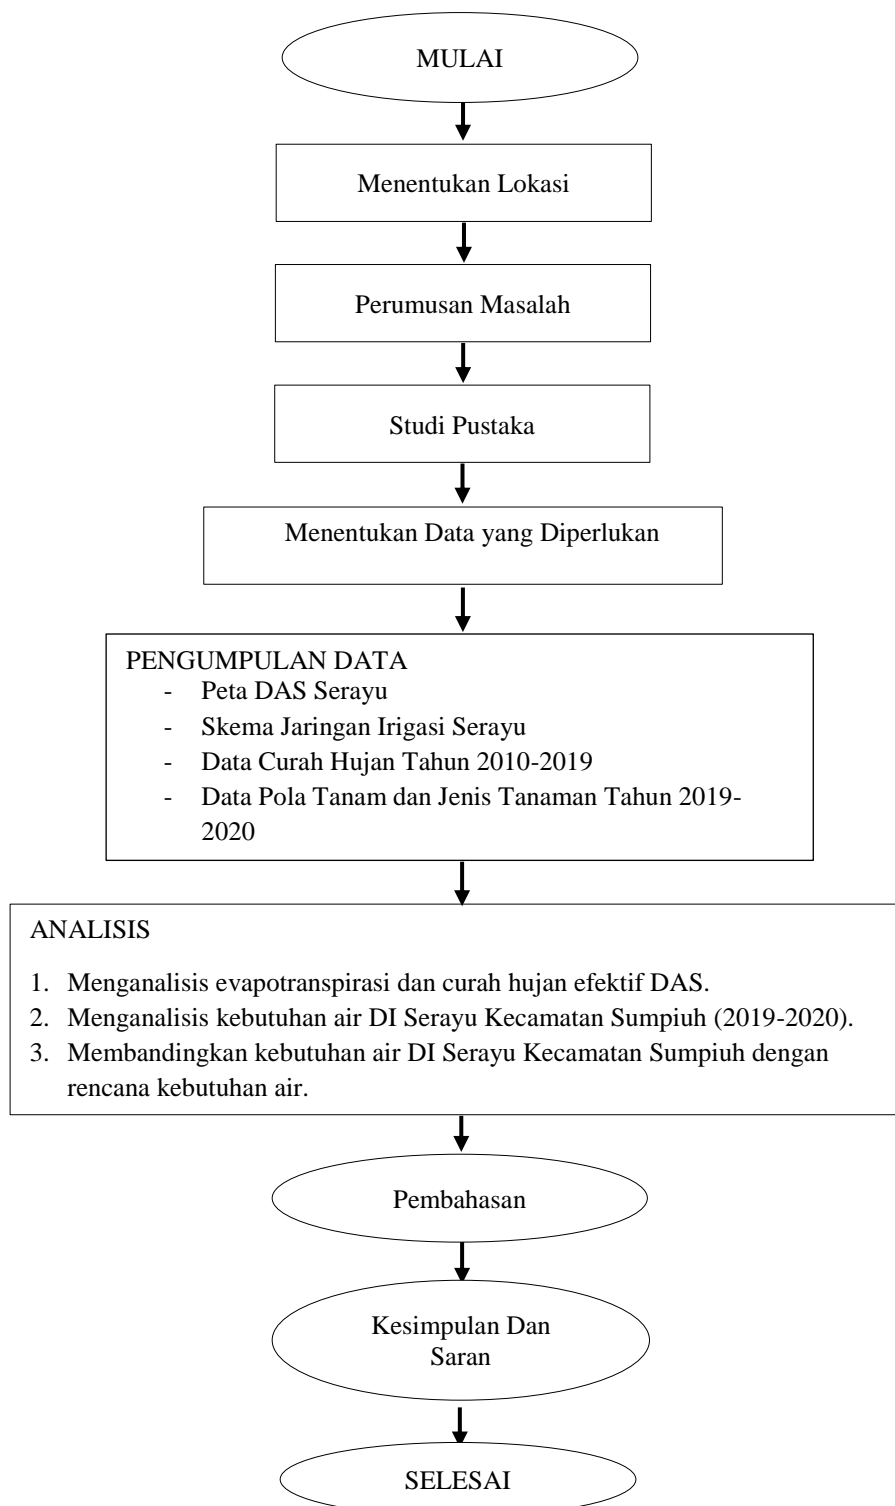 MULAI
Menentukan Lokasi
Perumusan Masalah
Studi Pustaka
Menentukan Data yang Diperlukan
PENGUMPULAN DATA
- Peta DAS Serayu
- Skema Jaringan Irigasi Serayu
- Data Curah Hujan Tahun 2010-2019
- Data Pola Tanam dan Jenis Tanaman Tahun 2019-
2020
ANALISIS
1. Menganalisis evapotranspirasi dan curah hujan efektif DAS.
2. Menganalisis kebutuhan air DI Serayu Kecamatan Sumpiuh (2019-2020).
3. Membandingkan kebutuhan air DI Serayu Kecamatan Sumpiuh dengan
rencana kebutuhan air.
Pembahasan
Kesimpulan Dan
Saran
SELESAI